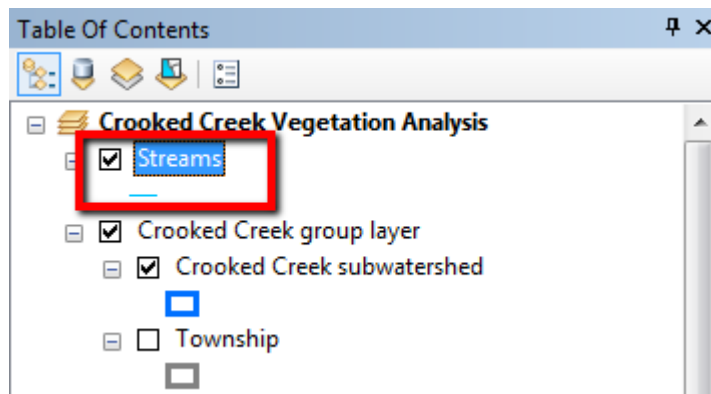 Table Of Contents
Crooked Creek Vegetation Analysis
Streams
Crooked Creek group layer
Crooked Creek subwatershed
Township